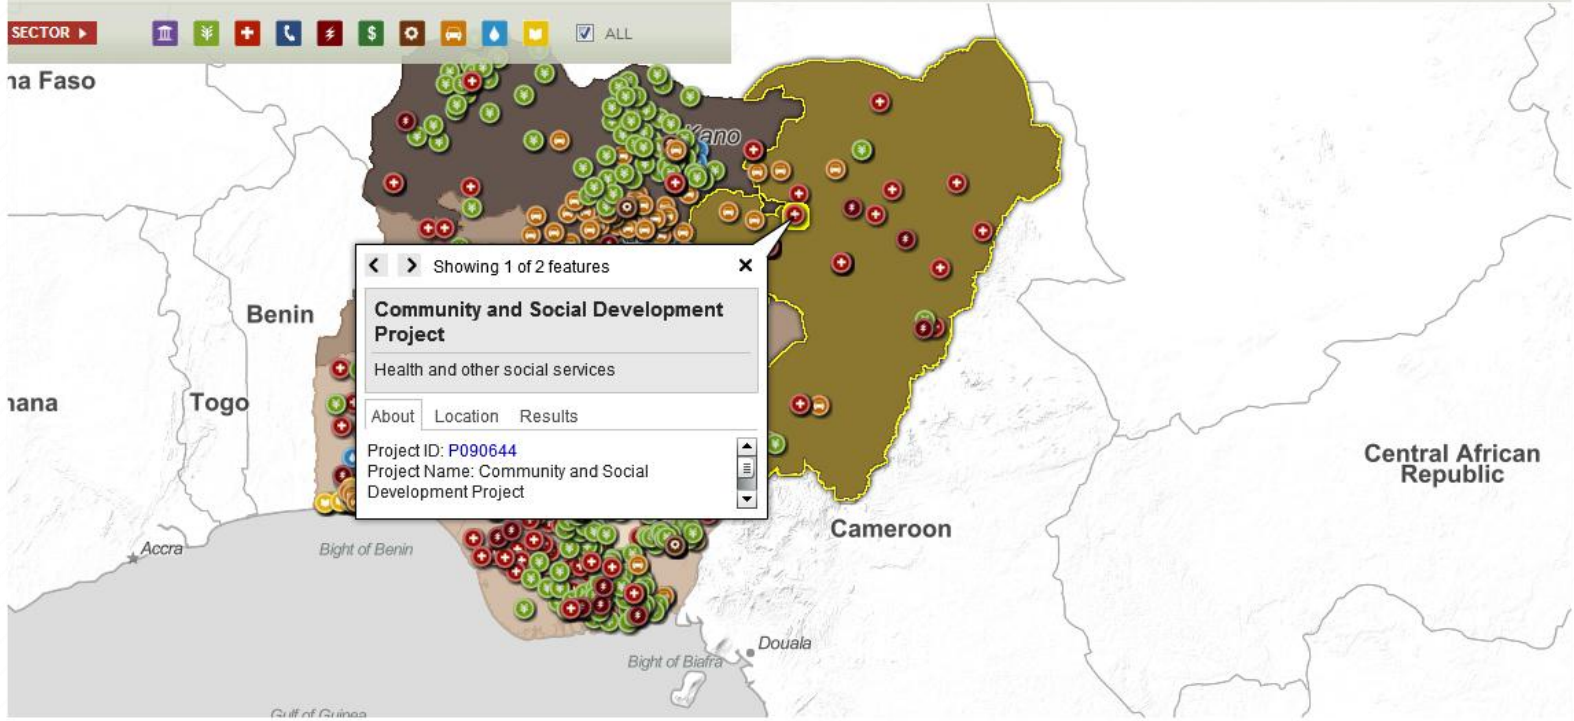 SECTOR
ALL
na Faso
Kano
Benin
Togo
nana
Showing 1 of 2 features
Community and Social Development
Project
Health and other social services
About Location Results
Project ID: P090644
Project Name: Community and Social
Development Project
Central African
Republic
Cameroon
Accra
Bight of Benin
Douala
Bight of Biafra
Gulf of Guinea